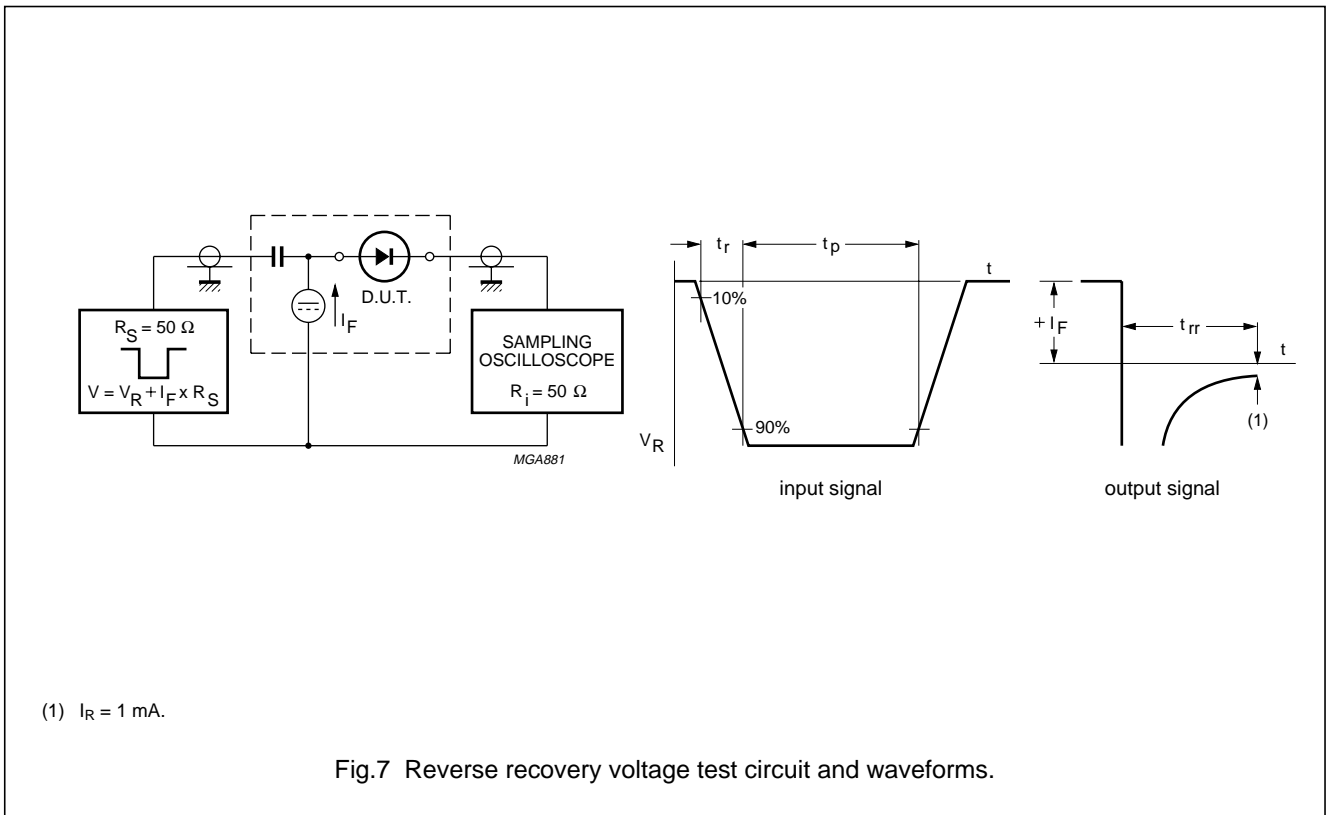 R_S = 50 Ω
V = V_R + I_F x R_S
I_F
D.U.T.
SAMPLING
OSCILLOSCOPE
R_i = 50 Ω
MGA881
t_r
t_p
t
10%
90%
V_R
input signal
+ I_F
t_rr
t
(1)
output signal
(1) I_R = 1 mA.
Fig.7 Reverse recovery voltage test circuit and waveforms.